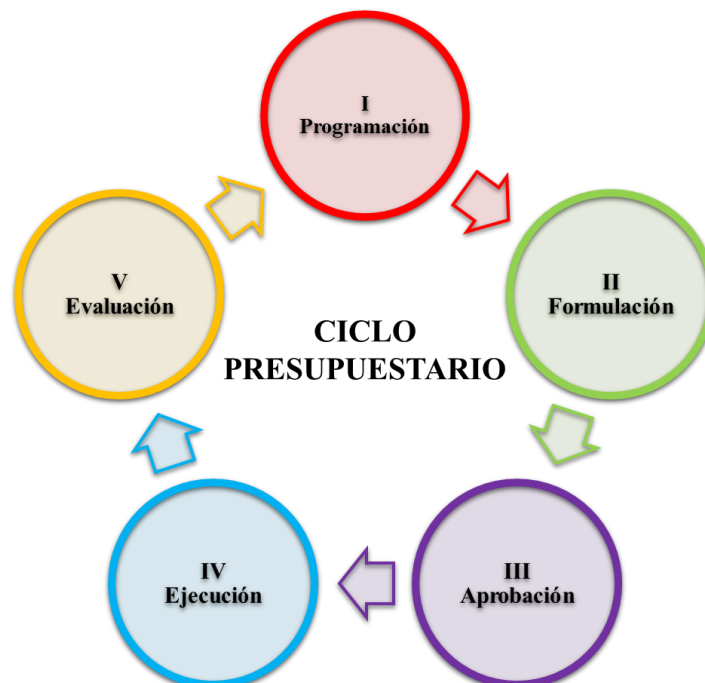 I
Programación
II
Formulación
III
Aprobación
IV
Ejecución
V
Evaluación
CICLO
PRESUPUESTARIO